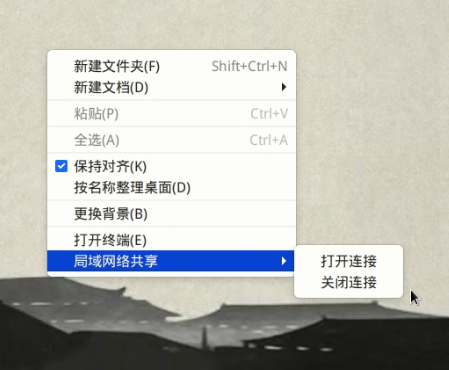 新建文件夹(F) Shift+Ctrl+N
新建文档(D)
粘贴(P) Ctrl+V
全选(A) Ctrl+A
保持对齐(K)
按名称整理桌面(D)
更换背景(B)
打开终端(E)
局域网络共享
打开连接
关闭连接